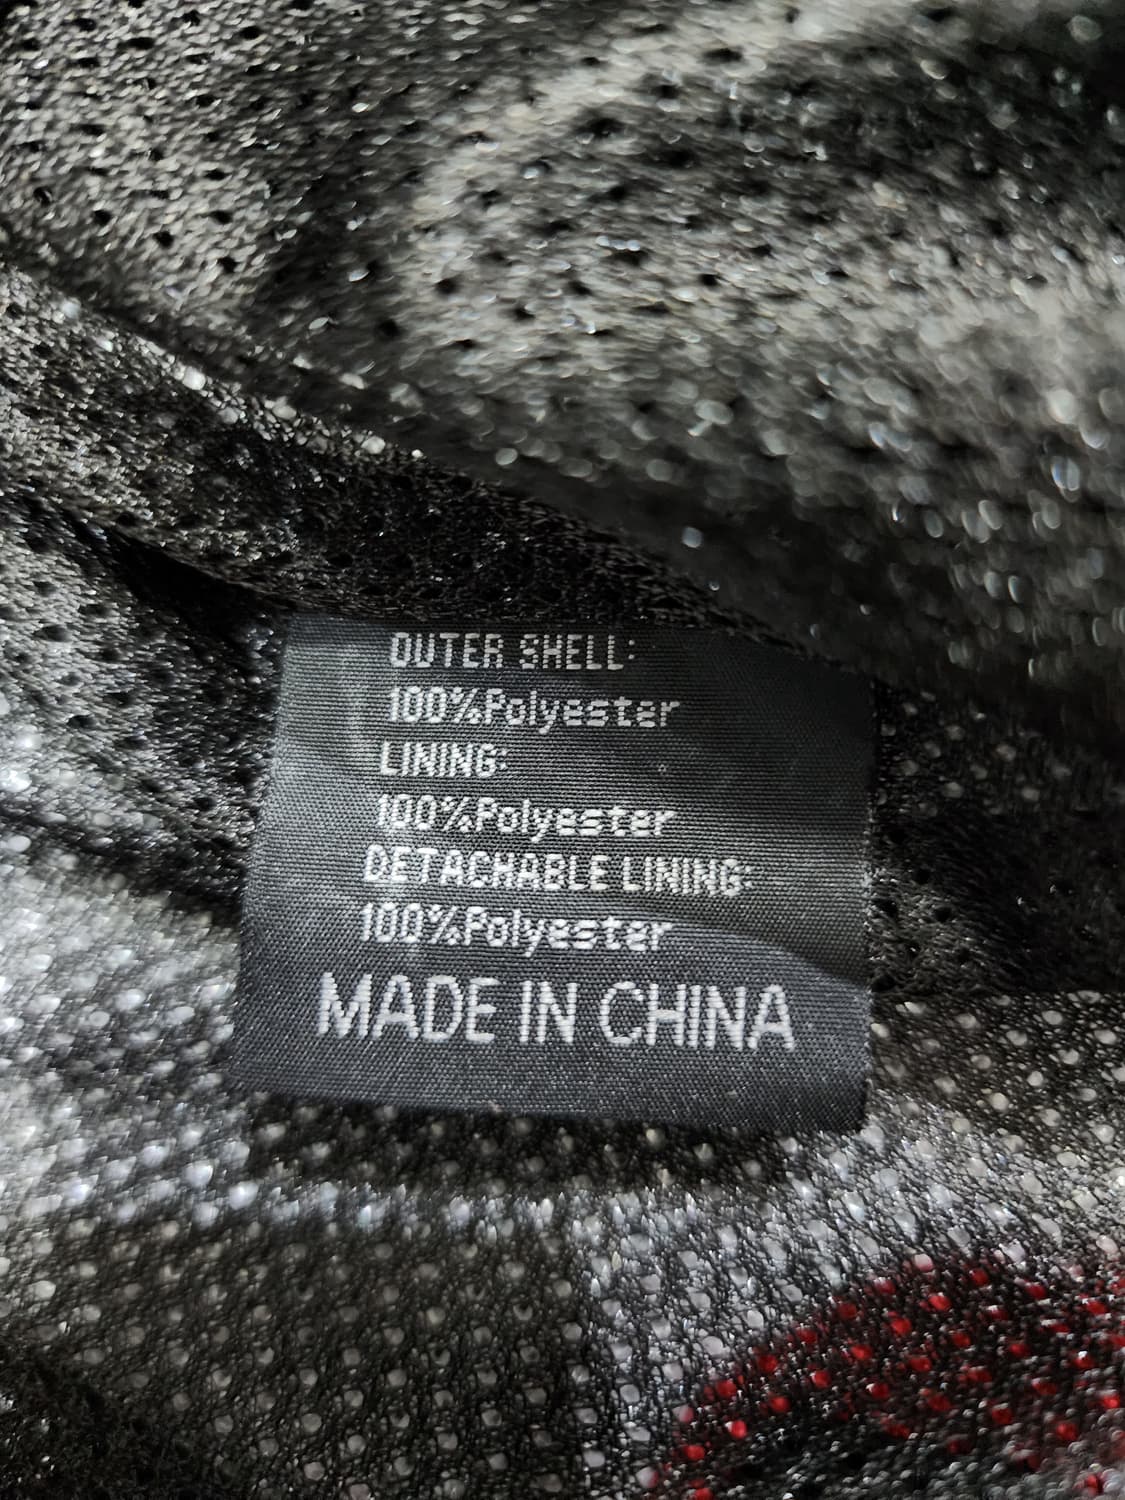 OUTER SHELL:
100%Polyester
LINING:
100%Polyester
DETACHABLE LINING:
100%Polyester
MADE IN CHINA